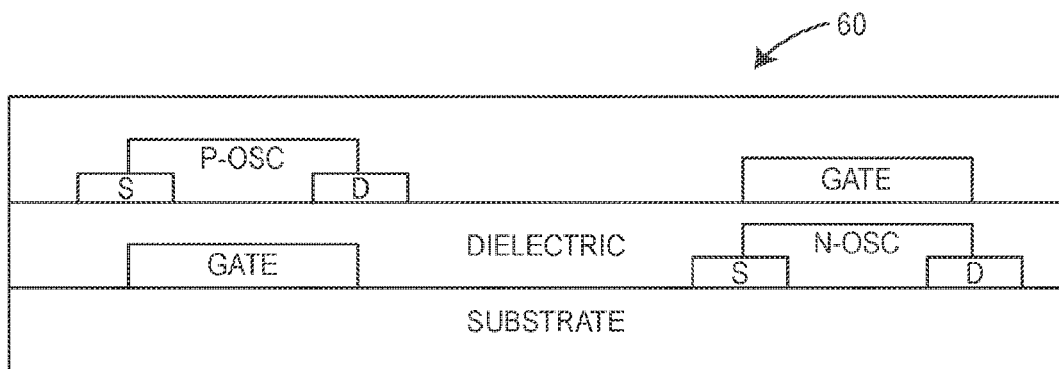 60
P-OSC
S D
GATE
DIELECTRIC
N-OSC
GATE
S D
SUBSTRATE